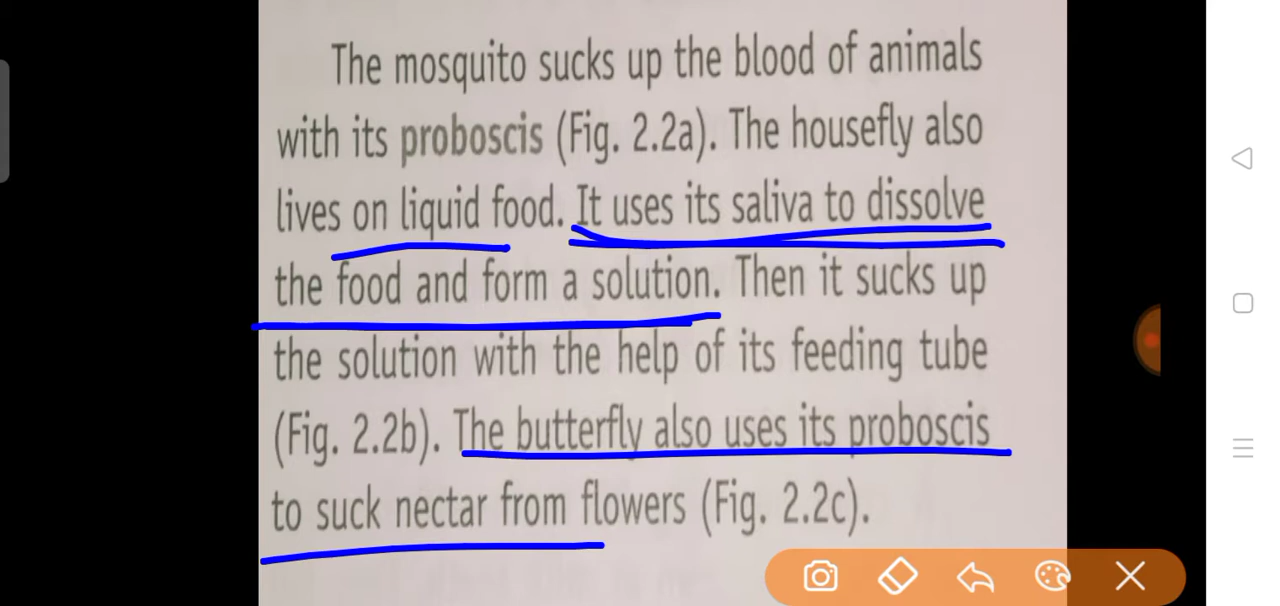 The mosquito sucks up the blood of animals
with its proboscis (Fig. 2.2a). The housefly also
lives on liquid food. It uses its saliva to dissolve
the food and form a solution. Then it sucks up
the solution with the help of its feeding tube
(Fig. 2.2b). The butterfly also uses its proboscis
to suck nectar from flowers (Fig. 2.2c).